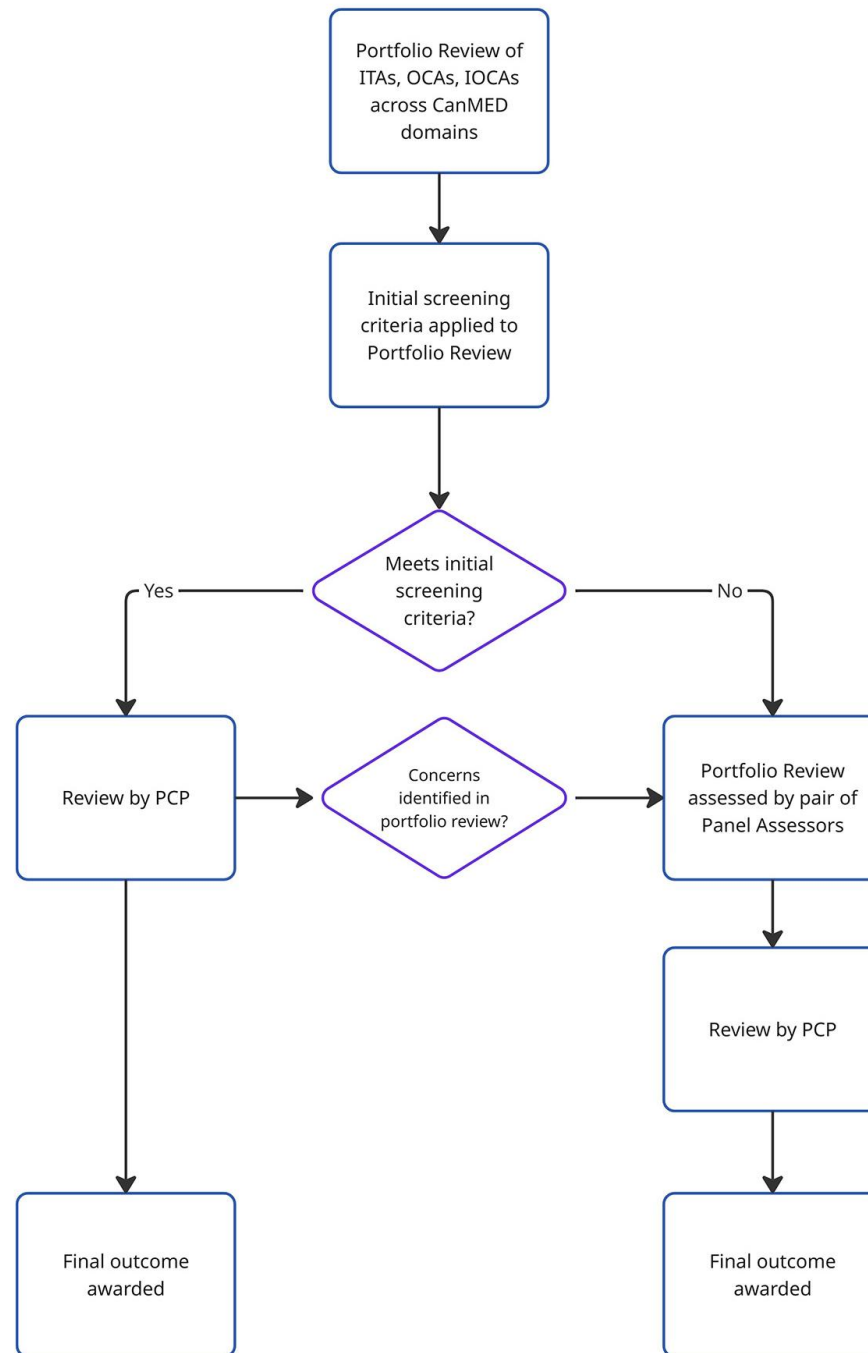 Portfolio Review of
ITAs, OCAs, IOCAs
across CanMED
domains
Initial screening
criteria applied to
Portfolio Review
Meets initial
screening
criteria?
Yes
No
Review by PCP
Concerns
identified in
portfolio review?
Portfolio Review
assessed by pair of
Panel Assessors
Review by PCP
Final outcome
awarded
Final outcome
awarded